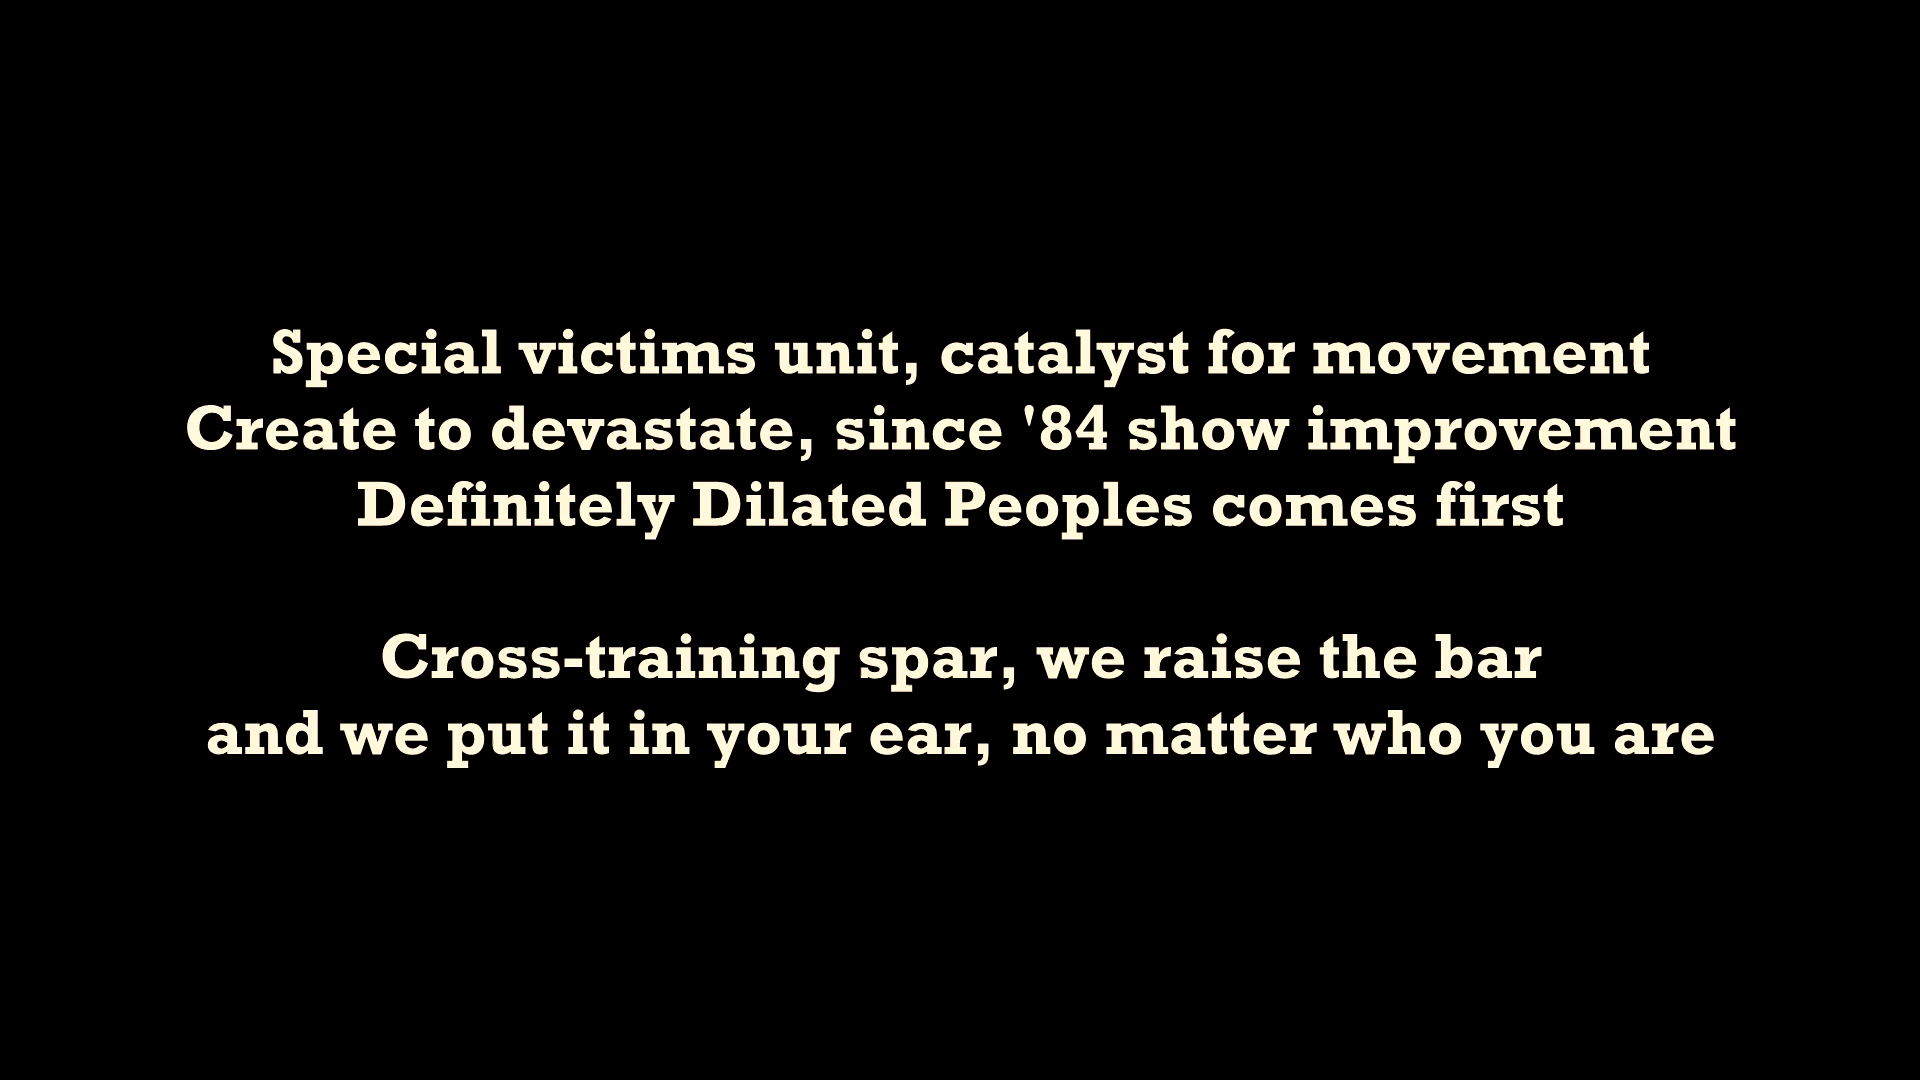 Special victims unit, catalyst for movement
Create to devastate, since '84 show improvement
Definitely Dilated Peoples comes first
Cross-training spar, we raise the bar
and we put it in your ear, no matter who you are